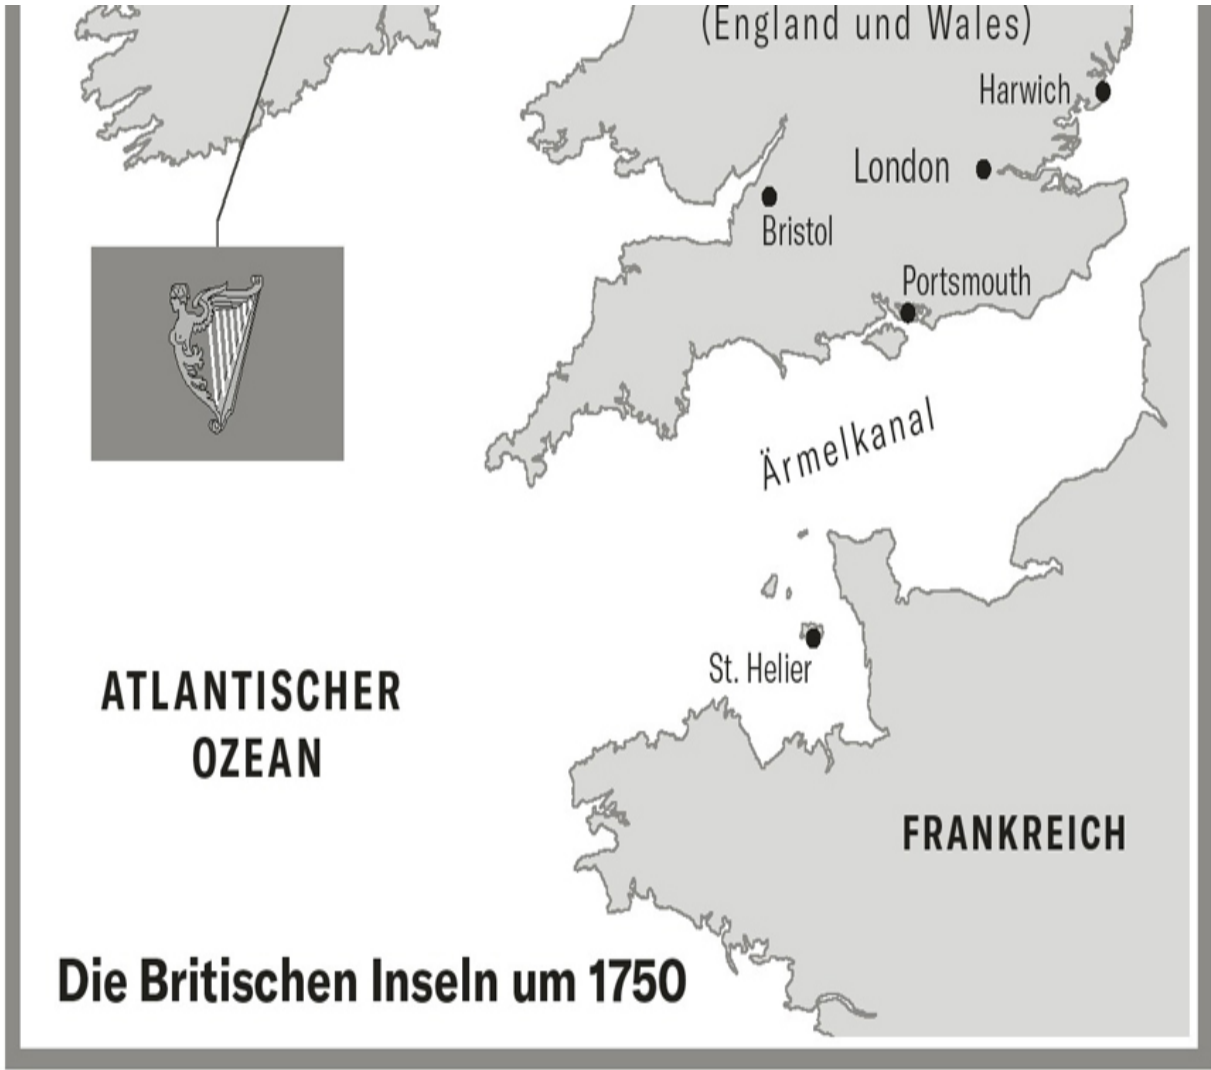 (England und Wales)
Harwich
London
Bristol
Portsmouth
Ärmelkanal
St. Helier
ATLANTISCHER
OZEAN
FRANKREICH
Die Britischen Inseln um 1750